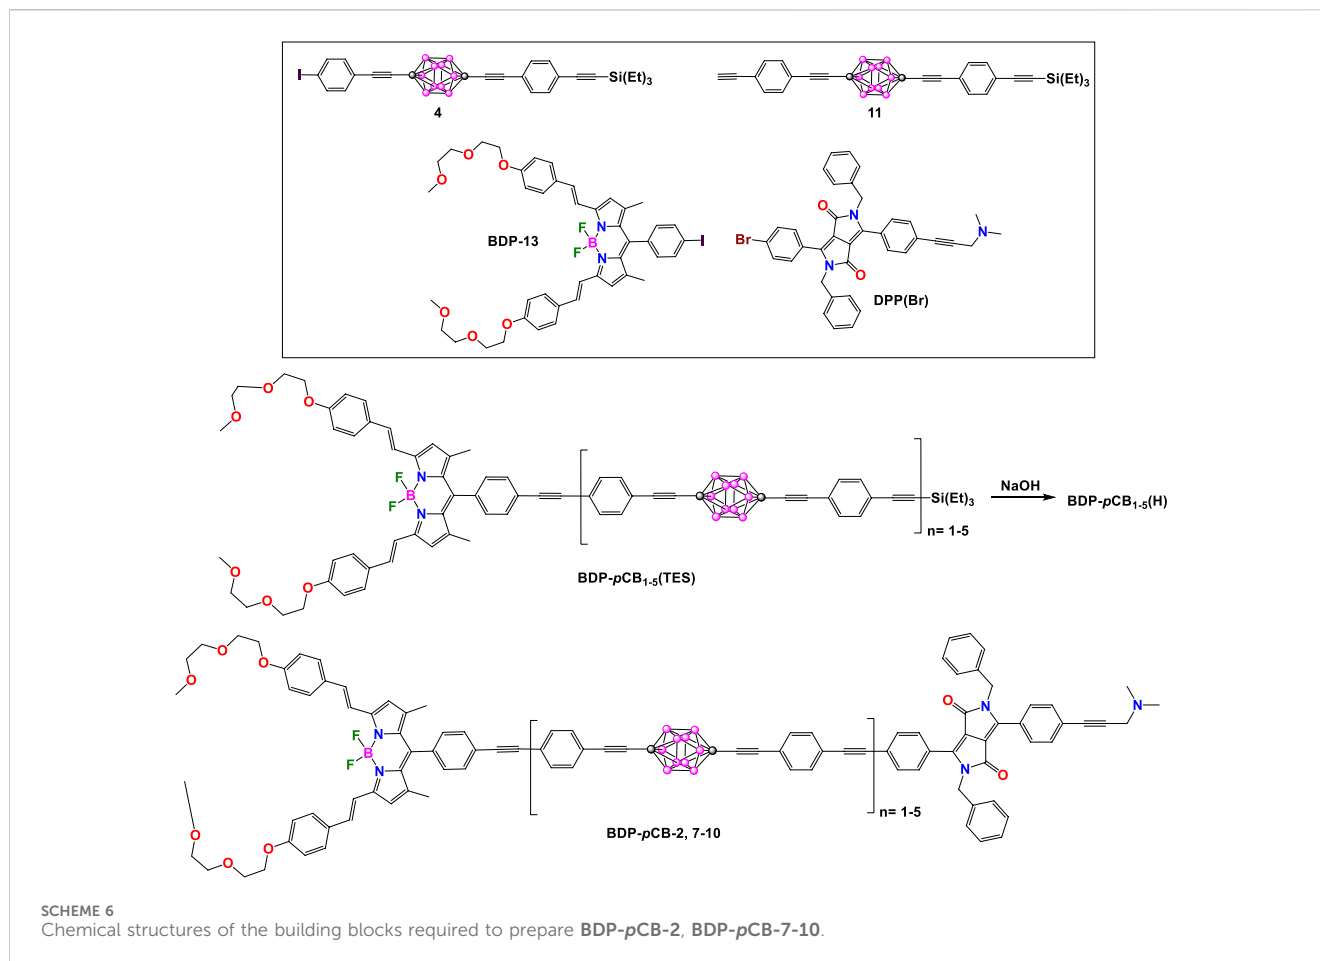 I
Si(Et)3
4
Si(Et)3
11
O
O
O
BDP-13
F
F
B
N
N
I
O
O
O
Br
O
N
N
O
N
DPP(Br)
O
O
O
F
F
B
N
N
O
O
O
Si(Et)3
n= 1-5
NaOH
BDP-pCB1-5(H)
BDP-pCB1-5(TES)
O
O
O
F
F
B
N
N
O
O
O
n= 1-5
O
N
N
O
N
BDP-pCB-2, 7-10
SCHEME 6
Chemical structures of the building blocks required to prepare BDP-pCB-2, BDP-pCB-7-10.